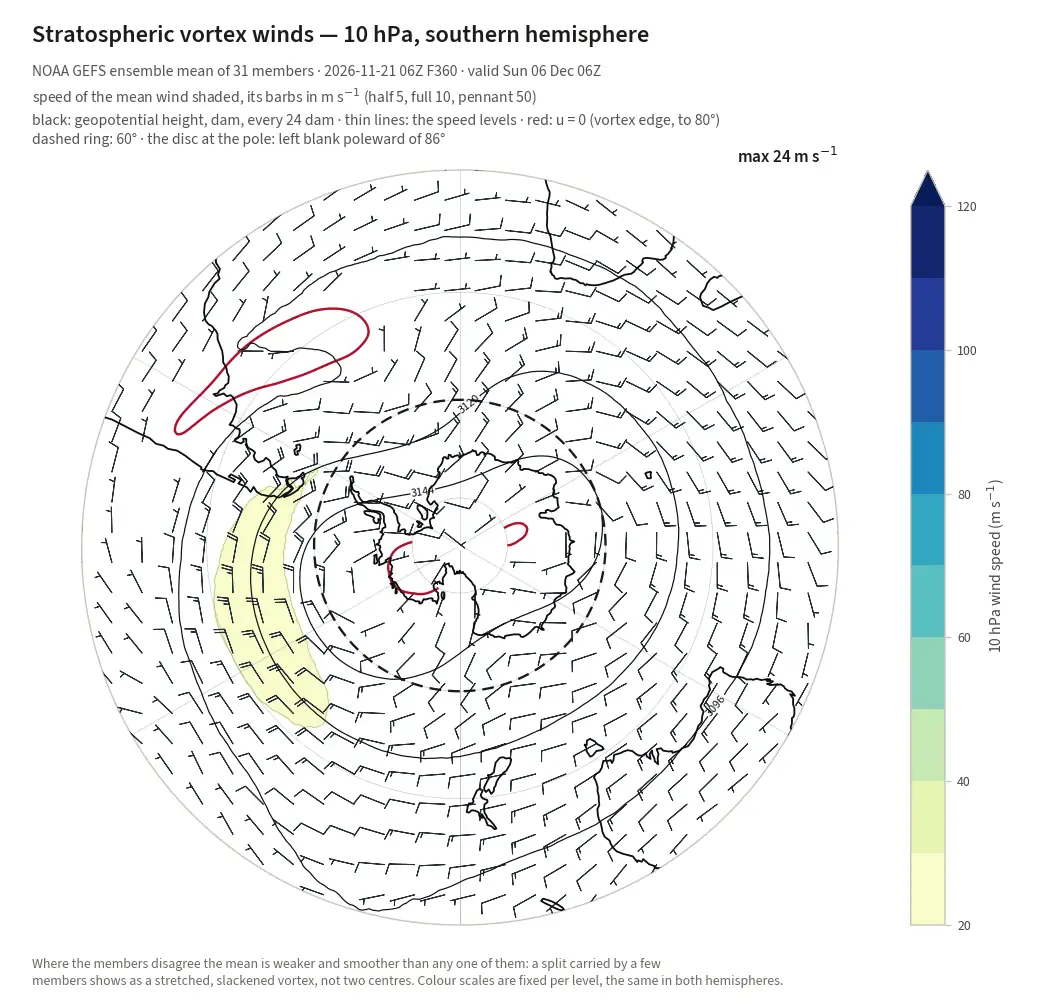 Stratospheric vortex winds — 10 hPa, southern hemisphere
NOAA GEFS ensemble mean of 31 members · 2026-11-21 06Z F360 · valid Sun 06 Dec 06Z
speed of the mean wind shaded, its barbs in m s⁻¹ (half 5, full 10, pennant 50)
black: geopotential height, dam, every 24 dam · thin lines: the speed levels · red: u = 0 (vortex edge, to 80°)
dashed ring: 60° · the disc at the pole: left blank poleward of 86°
max 24 m s⁻¹
120
100
80
60
40
20
10 hPa wind speed (m s⁻¹)
3120
3144
3096
Where the members disagree the mean is weaker and smoother than any one of them: a split carried by a few
members shows as a stretched, slackened vortex, not two centres. Colour scales are fixed per level, the same in both hemispheres.